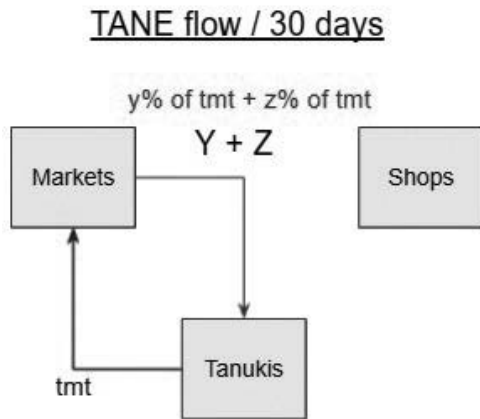 TANE flow / 30 days
y% of tmt + z% of tmt
Y + Z
Markets
Shops
Tanukis
tmt